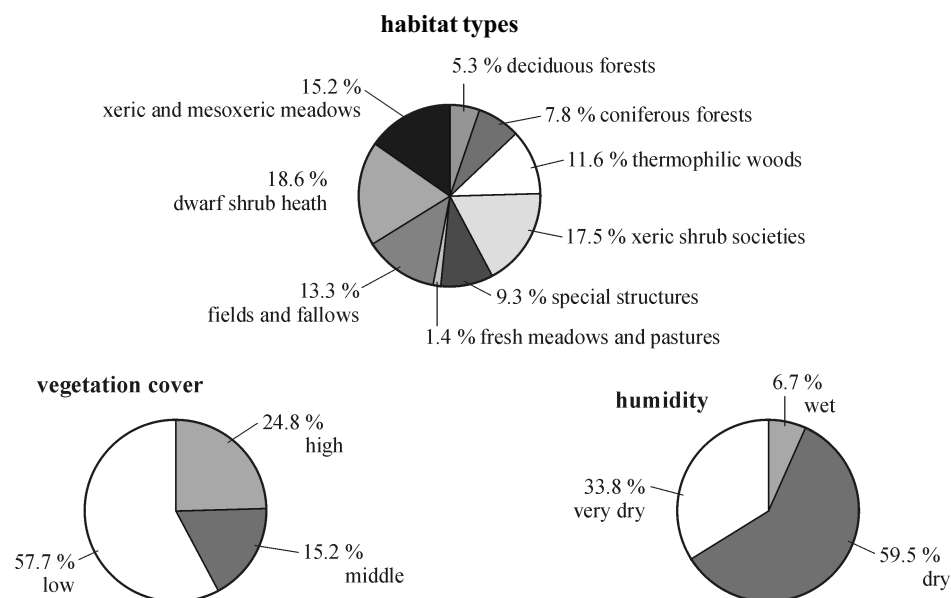 habitat types
5.3 % deciduous forests
15.2 %
xeric and mesoxeric meadows
7.8 % coniferous forests
11.6 % thermophilic woods
18.6 %
dwarf shrub heath
17.5 % xeric shrub societies
13.3 %
fields and fallows
9.3 % special structures
1.4 % fresh meadows and pastures
vegetation cover
24.8 %
high
57.7 %
low
15.2 %
middle
humidity
6.7 %
wet
33.8 %
very dry
59.5 %
dry